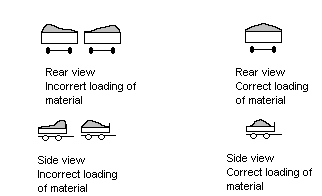 Rear view
Incorrert loading of
material
Rear view
Correct loading
of material
Side view
Incorrect loading
of material
Side view
Correct loading of
material